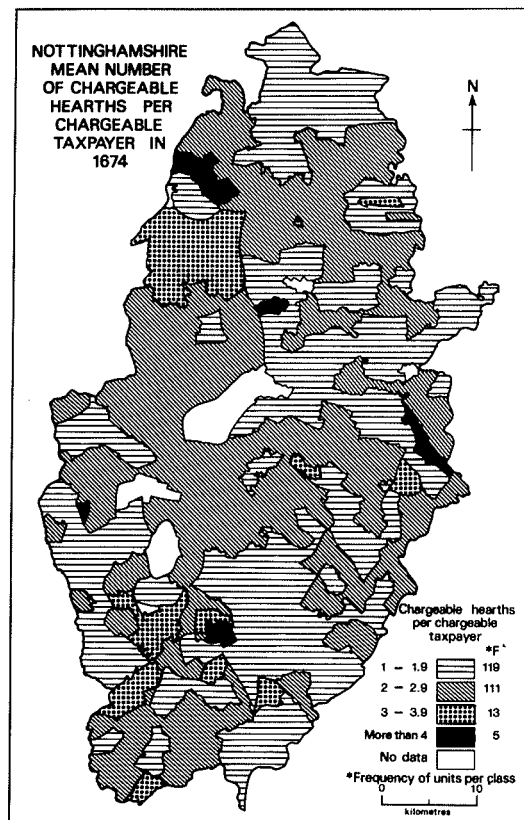 NOTTINGHAMSHIRE
MEAN NUMBER
OF CHARGEABLE
HEARTHS PER
CHARGEABLE
TAXPAYER IN
1674
N
Chargeable hearths
per chargeable
taxpayer
*F
1 - 1.9 119
2 - 2.9 111
3 - 3.9 13
More than 4 5
No data
*Frequency of units per class
0 10
kilometres